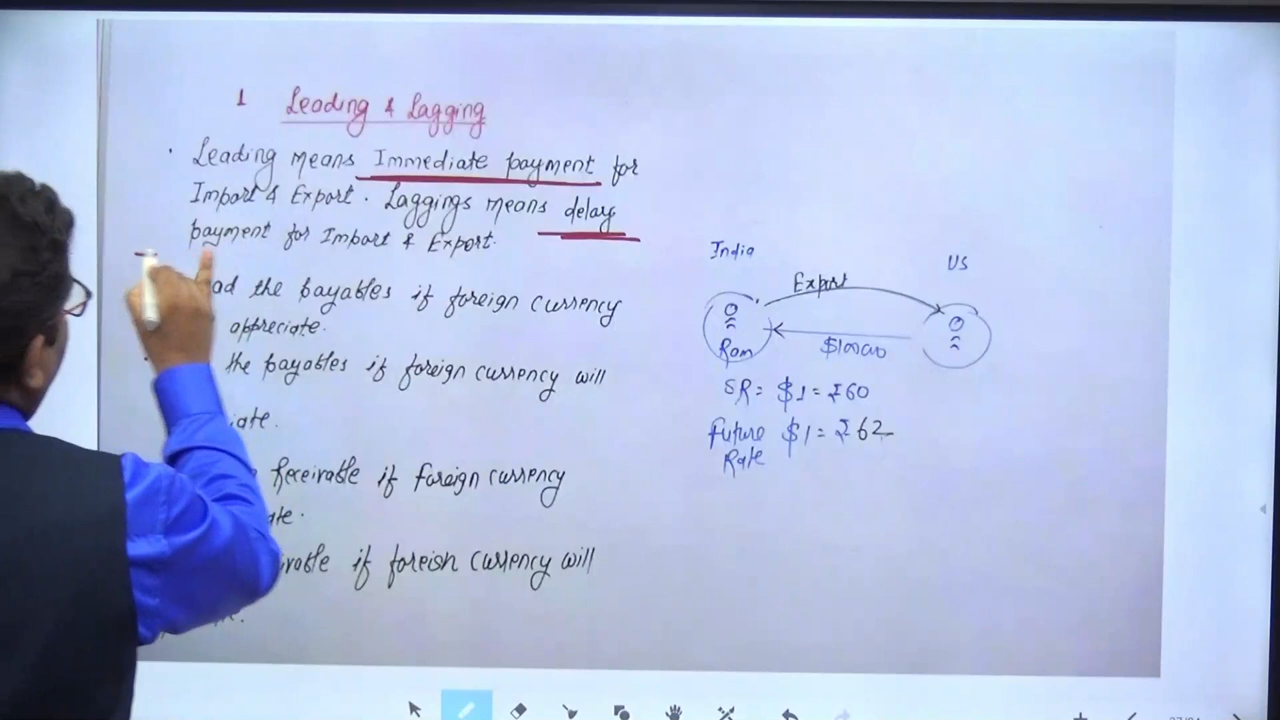 1 Leading & Lagging
. Leading means Immediate payment for
Import & Export. Laggings means delay
payment for Import & Export.
the payables if foreign currency
appreciate.
the payables if foreign currency will
Receivable if foreign currency
if foreign currency will
India
US
Export
Ram
SR = $1 = ₹60
Future $1 = ₹62
Rate